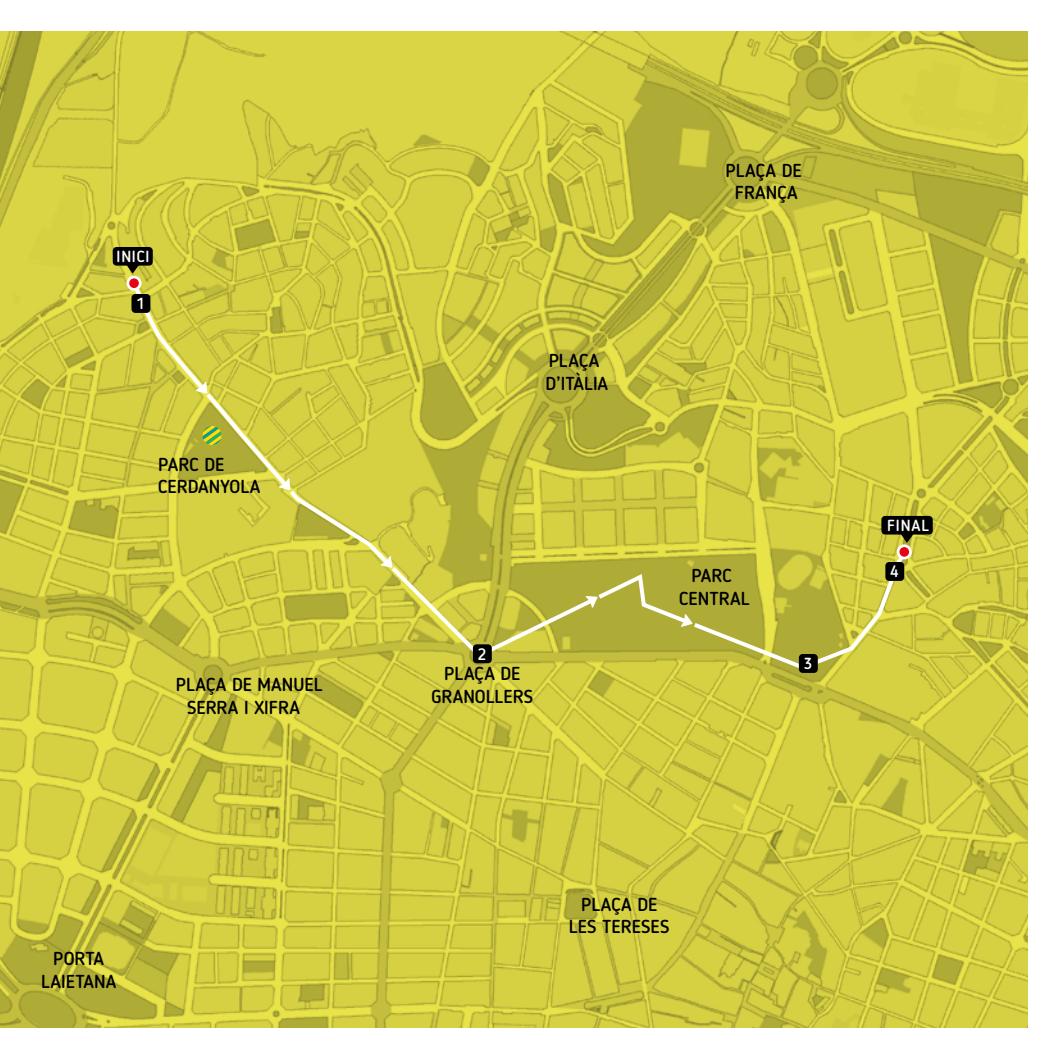 PLAÇA DE
FRANÇA
INICI
1
PLAÇA
D'ITÀLIA
PARC DE
CERDANYOLA
FINAL
4
PARC
CENTRAL
2
3
PLAÇA DE
GRANOLLERS
PLAÇA DE MANUEL
SERRA I XIFRA
PLAÇA DE
LES TERESES
PORTA
LAIETANA